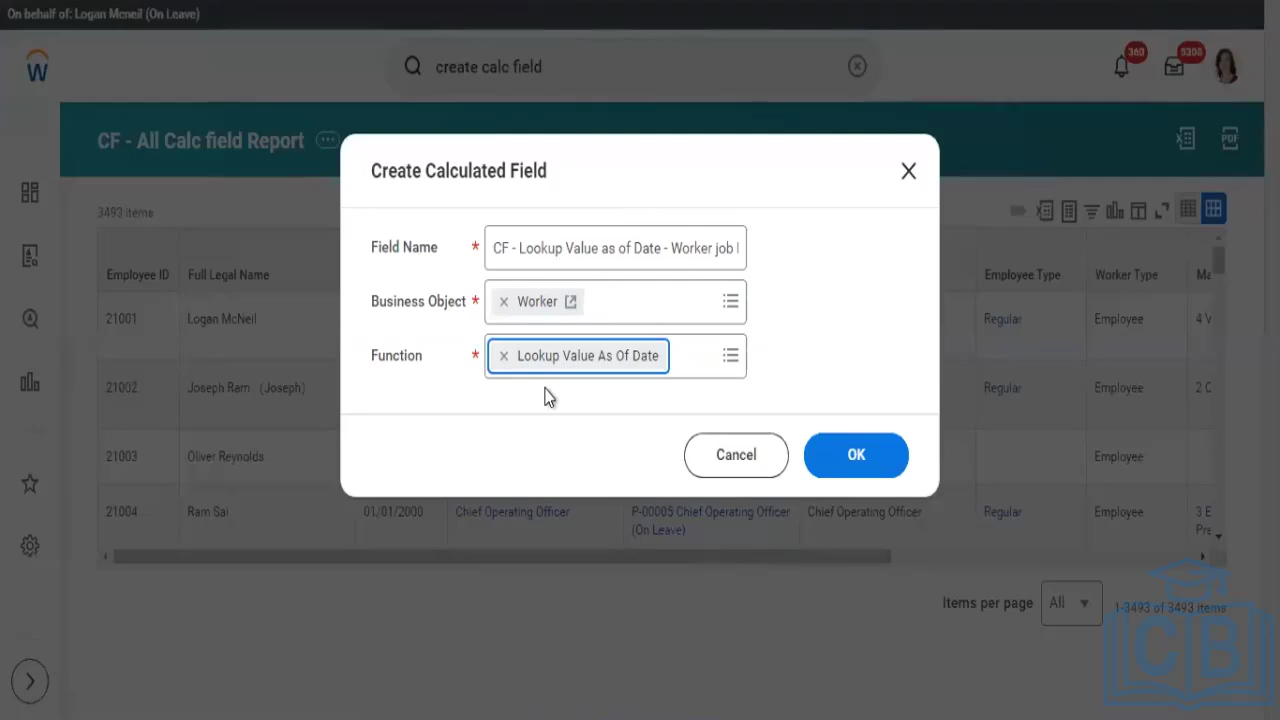 On behalf of: Logan Mcneil (On Leave)
W
create calc field
360
5308
CF - All Calc field Report
PDF
Create Calculated Field
Field Name * CF - Lookup Value as of Date - Worker job
Business Object * Worker
Function * Lookup Value As Of Date
Cancel OK
3493 items
Employee ID Full Legal Name Employee Type Worker Type
21001 Logan McNeil Regular Employee
21002 Joseph Ram (Joseph) Regular Employee
21003 Oliver Reynolds Employee
21004 Ram Sai 01/01/2000 Chief Operating Officer P-00005 Chief Operating Officer (On Leave) Chief Operating Officer Regular Employee
Items per page All 1-3493 of 3493 items
CB